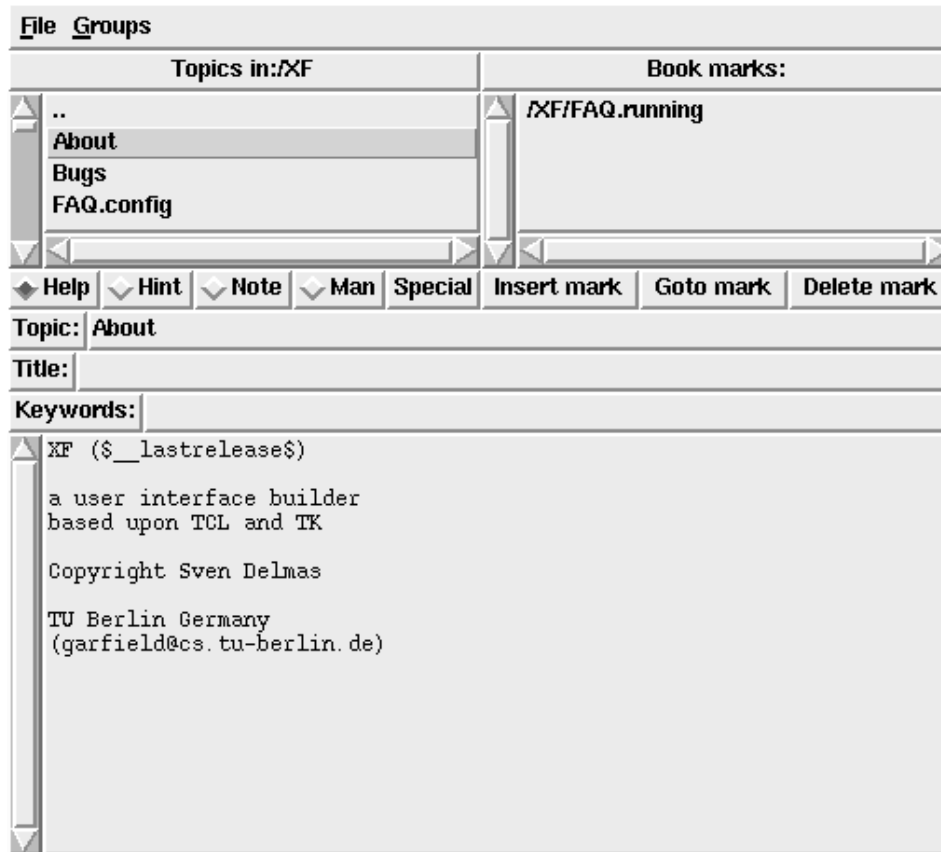 File Groups
Topics in:/XF
Book marks:
..
About
Bugs
FAQ.config
/XF/FAQ.running
Help Hint Note Man Special Insert mark Goto mark Delete mark
Topic: About
Title:
Keywords:
XF ($__lastrelease$)
a user interface builder
based upon TCL and TK
Copyright Sven Delmas
TU Berlin Germany
(garfield@cs.tu-berlin.de)